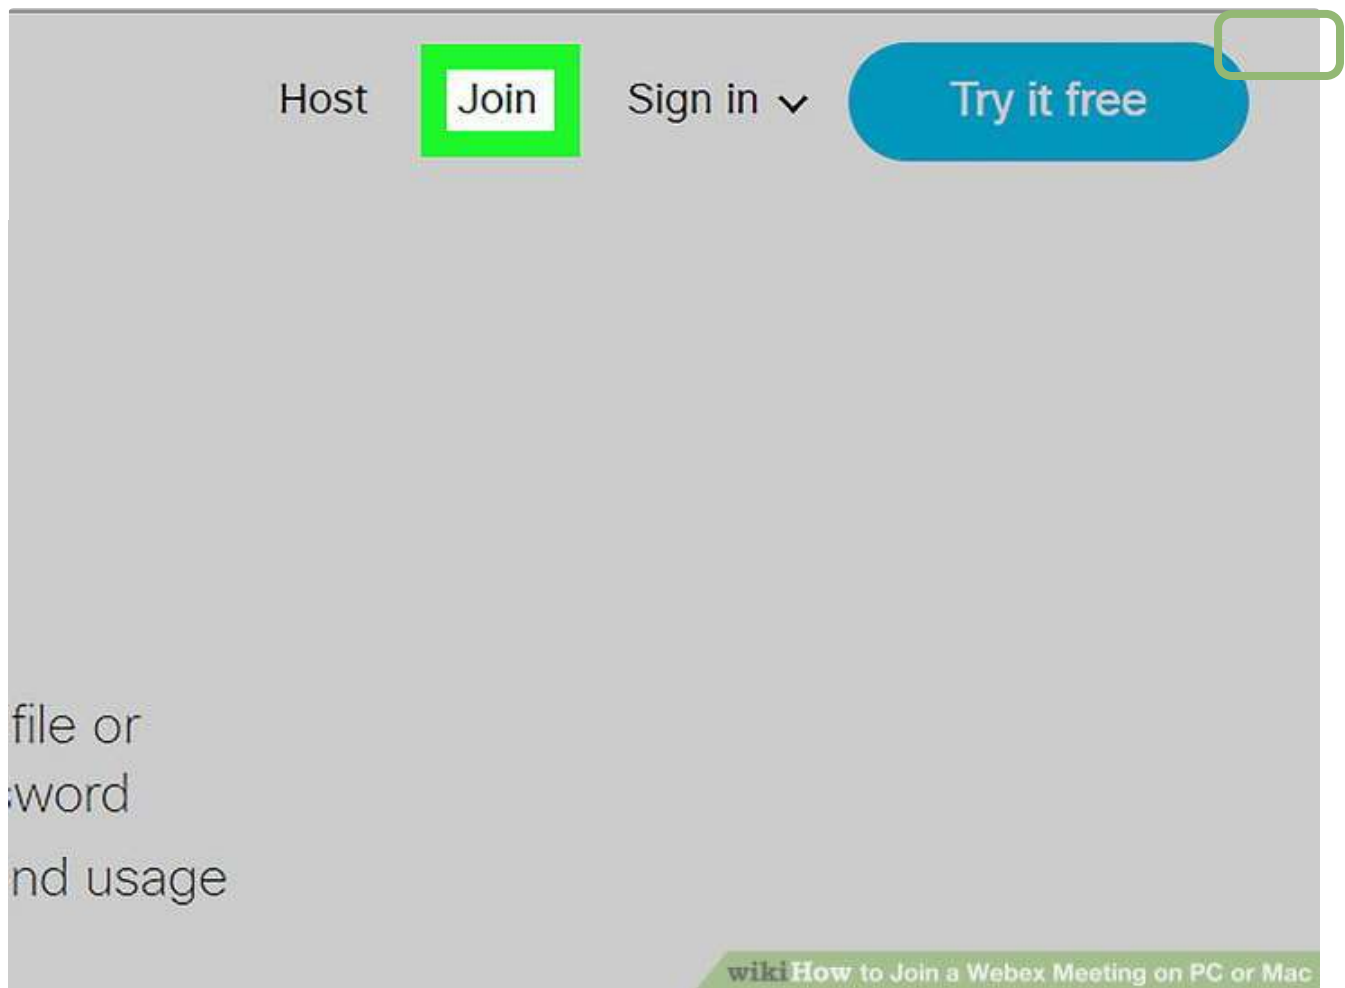 Host Join Sign in Try it free
file or
sword
nd usage
wikiHow to Join a Webex Meeting on PC or Mac